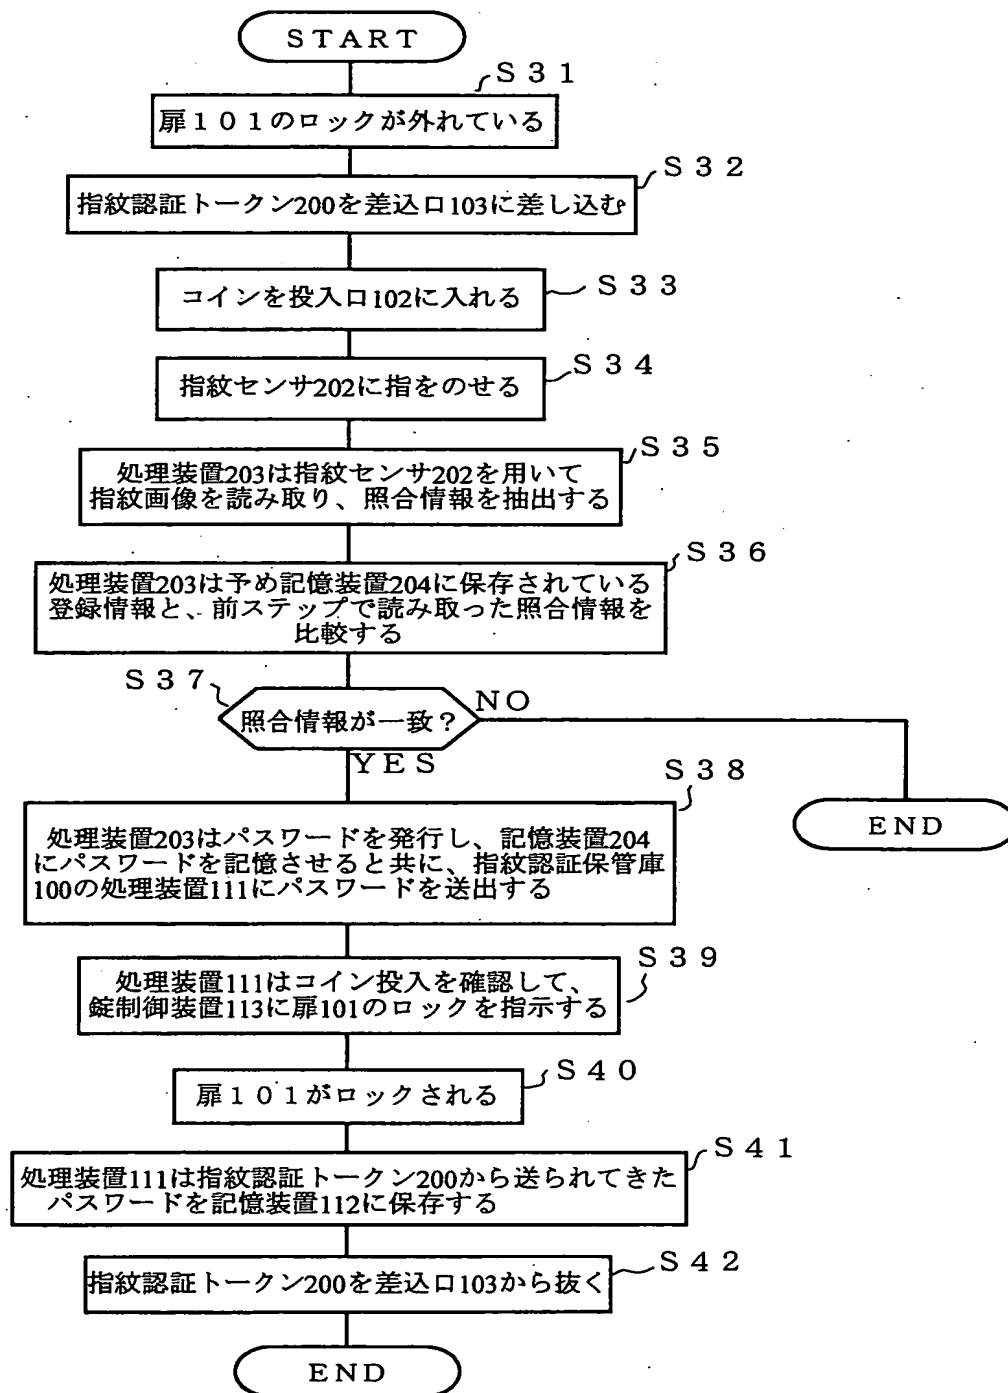 START
S31
扉101のロックが外れている
S32
指紋認証トークン200を差込口103に差し込む
S33
コインを投入口102に入れる
S34
指紋センサ202に指をのせる
S35
処理装置203は指紋センサ202を用いて
指紋画像を読み取り、照合情報を抽出する
S36
処理装置203は予め記憶装置204に保存されている
登録情報と、前ステップで読み取った照合情報を
比較する
S37
照合情報が一致?
NO
YES
END
S38
処理装置203はパスワードを発行し、記憶装置204
にパスワードを記憶させると共に、指紋認証保管庫
100の処理装置111にパスワードを送出する
S39
処理装置111はコイン投入を確認して、
錠制御装置113に扉101のロックを指示する
S40
扉101がロックされる
S41
処理装置111は指紋認証トークン200から送られてきた
パスワードを記憶装置112に保存する
S42
指紋認証トークン200を差込口103から抜く
END